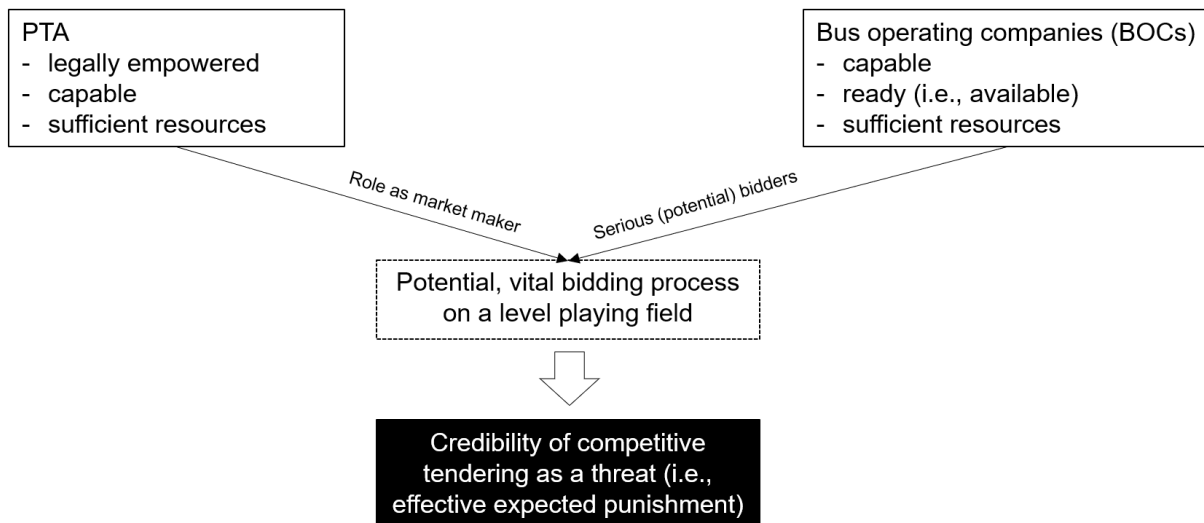 PTA
- legally empowered
- capable
- sufficient resources
Bus operating companies (BOCs)
- capable
- ready (i.e., available)
- sufficient resources
Role as market maker
Serious (potential) bidders
Potential, vital bidding process
on a level playing field
Credibility of competitive
tendering as a threat (i.e.,
effective expected punishment)